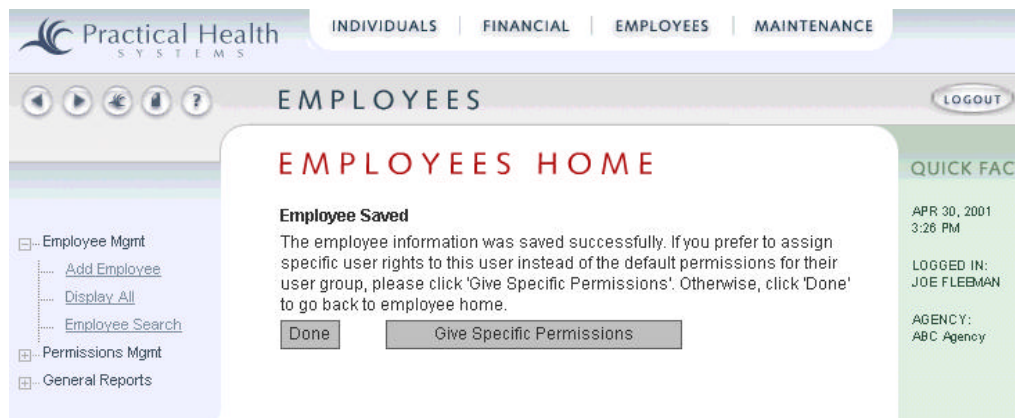 Practical Health
SYSTEMS
INDIVIDUALS
FINANCIAL
EMPLOYEES
MAINTENANCE
?
EMPLOYEES
LOGOUT
EMPLOYEES HOME
QUICK FAC
Employee Saved
The employee information was saved successfully. If you prefer to assign
specific user rights to this user instead of the default permissions for their
user group, please click 'Give Specific Permissions'. Otherwise, click 'Done'
to go back to employee home.
Done
Give Specific Permissions
Employee Mgmt
Add Employee
Display All
Employee Search
Permissions Mgmt
General Reports
APR 30, 2001
3:26 PM
LOGGED IN:
JOE FLEEMAN
AGENCY:
ABC Agency